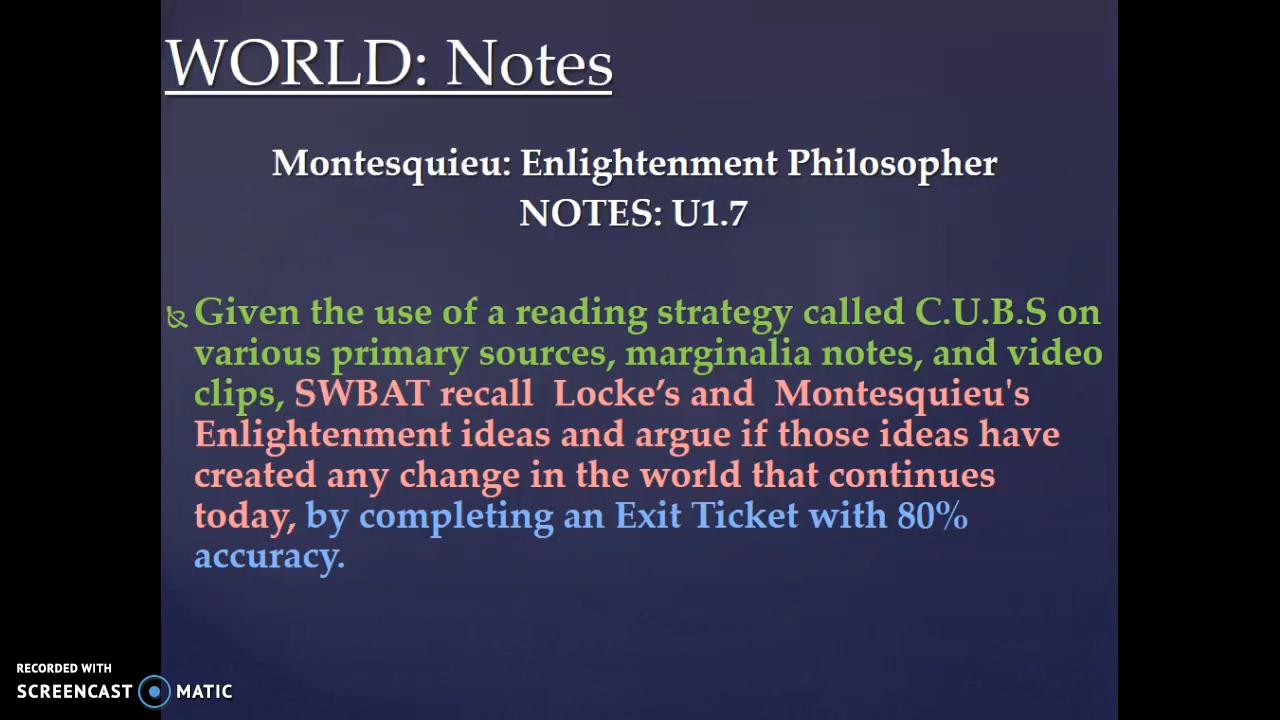 WORLD: Notes
Montesquieu: Enlightenment Philosopher
NOTES: U1.7
Given the use of a reading strategy called C.U.B.S on
various primary sources, marginalia notes, and video
clips, SWBAT recall Locke’s and Montesquieu's
Enlightenment ideas and argue if those ideas have
created any change in the world that continues
today, by completing an Exit Ticket with 80%
accuracy.
RECORDED WITH
SCREENCAST MATIC